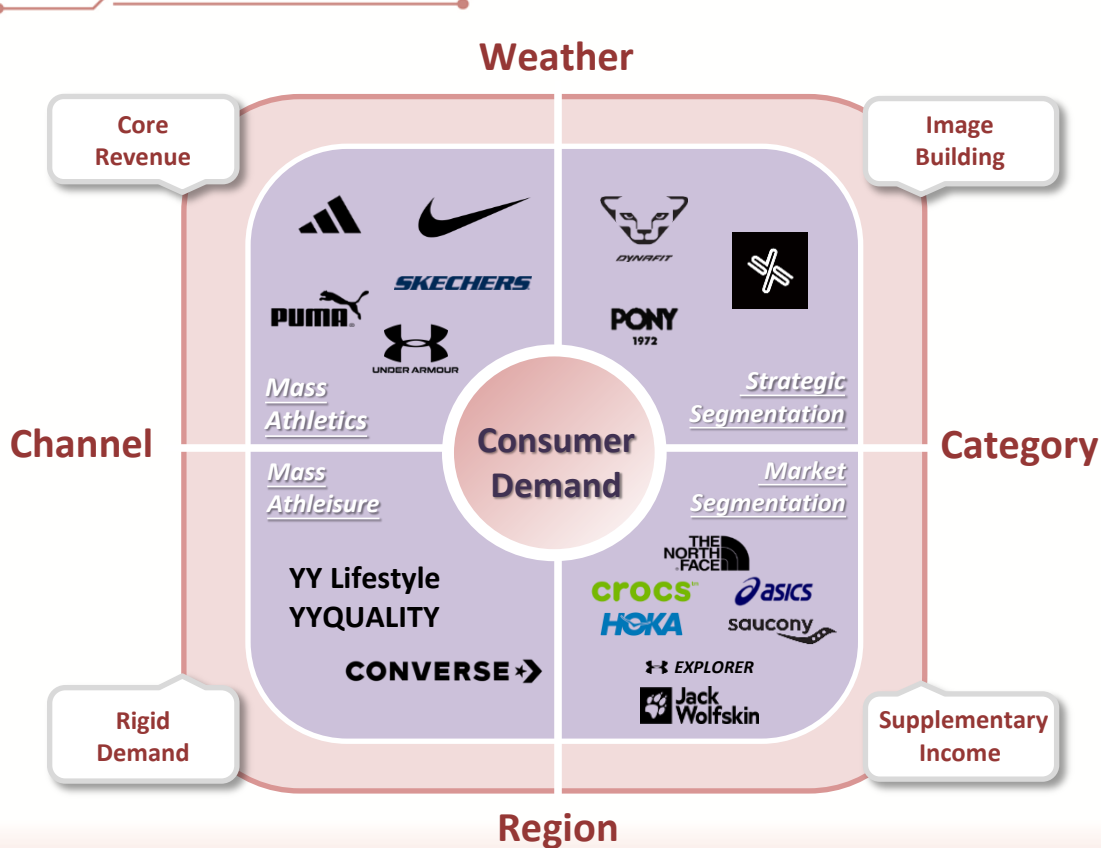 Weather
Core
Revenue
Image
Building
DYNAFIT
SKECHERS
PUMA
PONY
1972
UNDER ARMOUR
Mass
Athletics
Strategic
Segmentation
Channel
Consumer
Demand
Category
Mass
Athleisure
Market
Segmentation
THE
NORTH
FACE
YY Lifestyle
YYQUALITY
crocs™
asics
HOKA
saucony
CONVERSE
EXPLORER
Jack
Wolfskin
Rigid
Demand
Supplementary
Income
Region